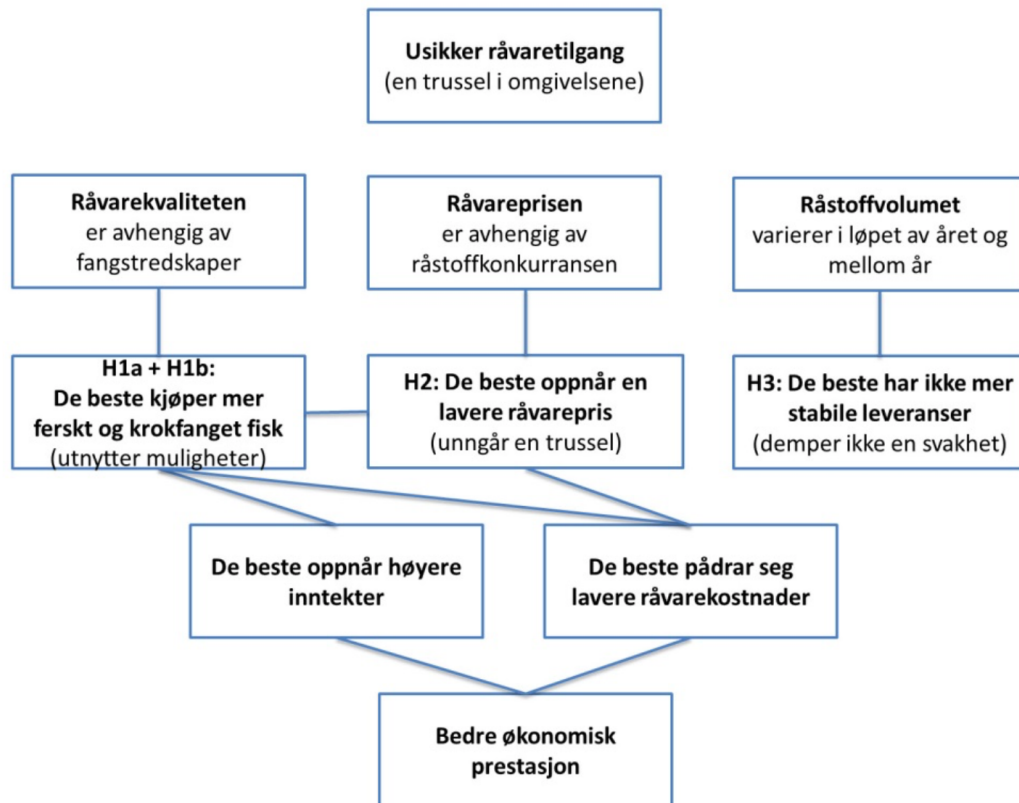 Usikker råvaretilgang
(en trussel i omgivelsene)
Råvarekvaliteten
er avhengig av
fangstredskaper
Råvareprisen
er avhengig av
råstoffkonkurransen
Råstoffvolumet
varierer i løpet av året og
mellom år
H1a + H1b:
De beste kjøper mer
ferskt og krokfanget fisk
(utnytter muligheter)
H2: De beste oppnår en
lavere råvarepris
(unngår en trussel)
H3: De beste har ikke mer
stabile leveranser
(demper ikke en svakhet)
De beste oppnår høyere
inntekter
De beste pådrar seg
lavere råvarekostnader
Bedre økonomisk
prestasjon